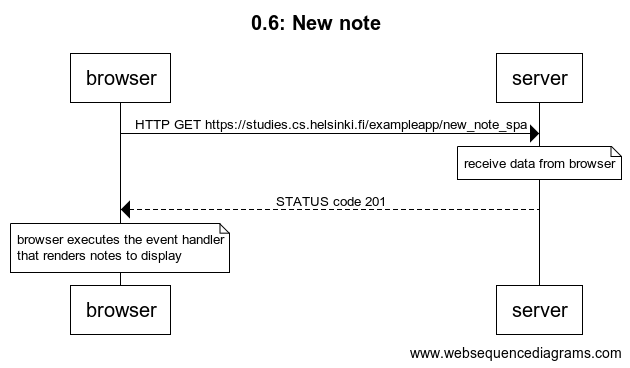 0.6: New note
browser
server
HTTP GET https://studies.cs.helsinki.fi/exampleapp/new_note_spa
receive data from browser
STATUS code 201
browser executes the event handler
that renders notes to display
browser
server
www.websequencediagrams.com